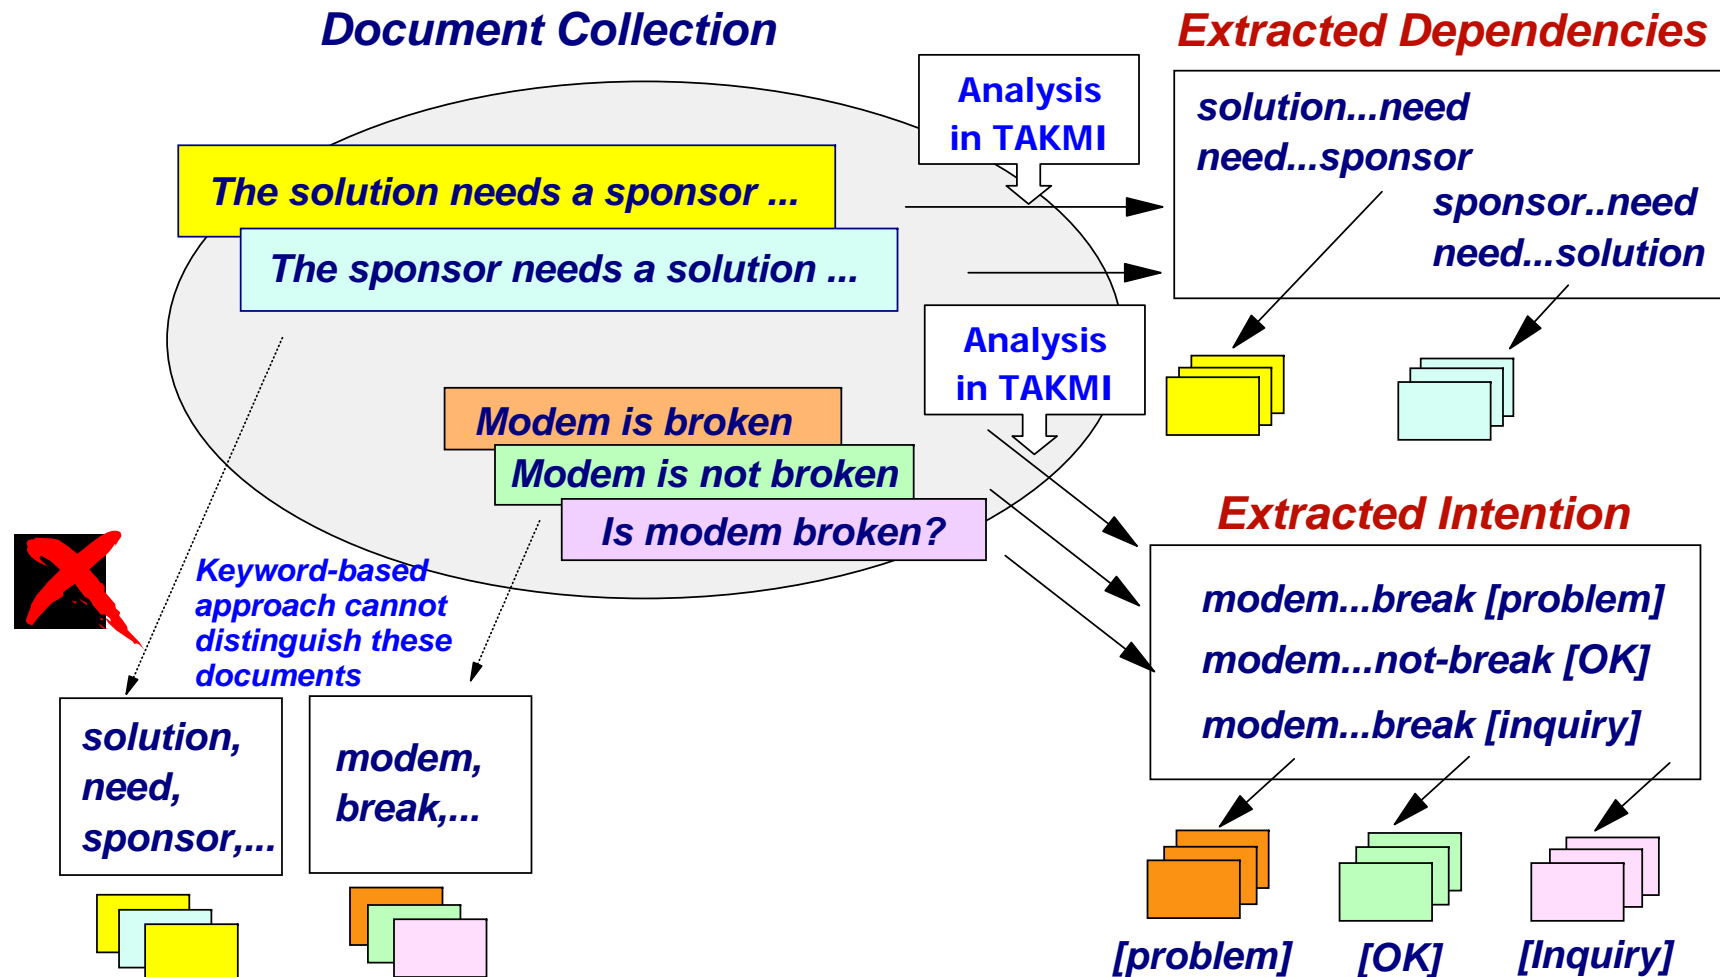 Document Collection
Extracted Dependencies
Analysis
in TAKMI
solution...need
need...sponsor
sponsor..need
need...solution
The solution needs a sponsor ...
The sponsor needs a solution ...
Analysis
in TAKMI
Modem is broken
Modem is not broken
Is modem broken?
Extracted Intention
modem...break [problem]
modem...not-break [OK]
modem...break [inquiry]
Keyword-based
approach cannot
distinguish these
documents
solution,
need,
sponsor,...
modem,
break,...
[problem]
[OK]
[Inquiry]